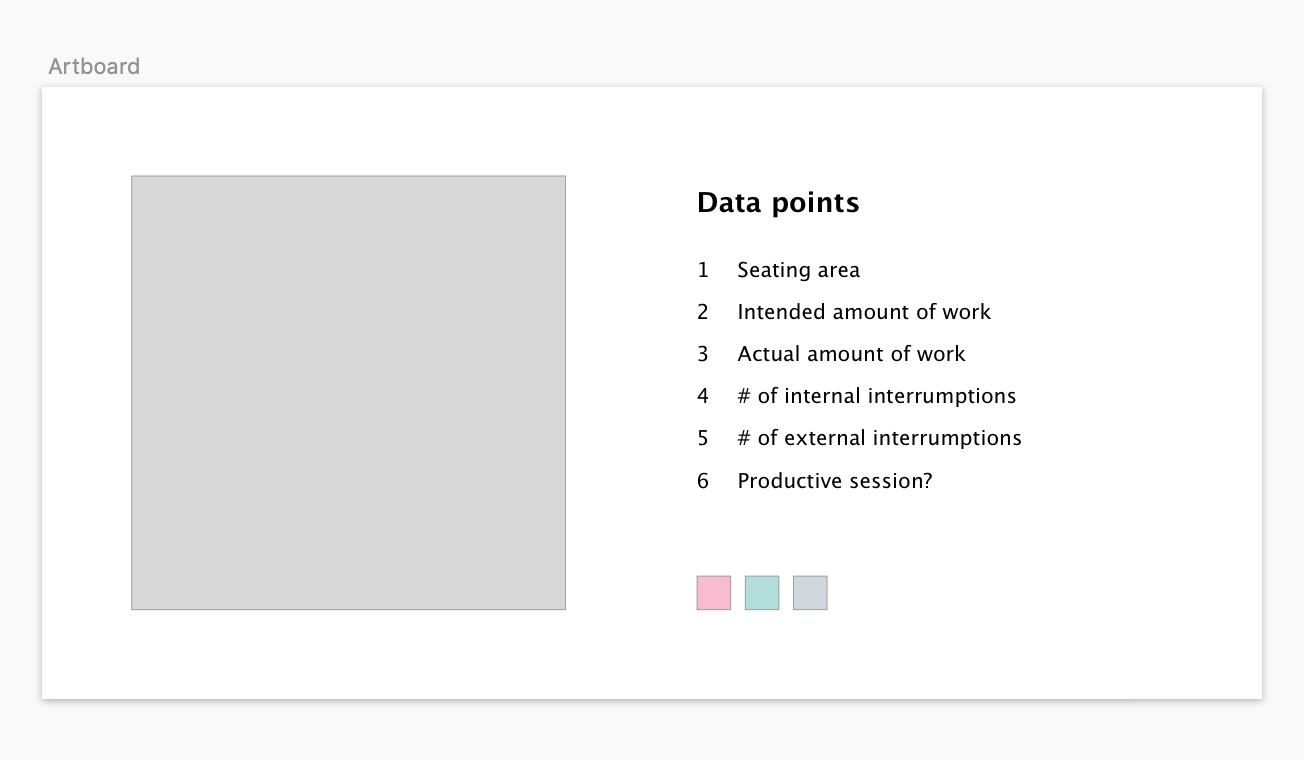 Artboard
Data points
1 Seating area
2 Intended amount of work
3 Actual amount of work
4 # of internal interrumptions
5 # of external interrumptions
6 Productive session?